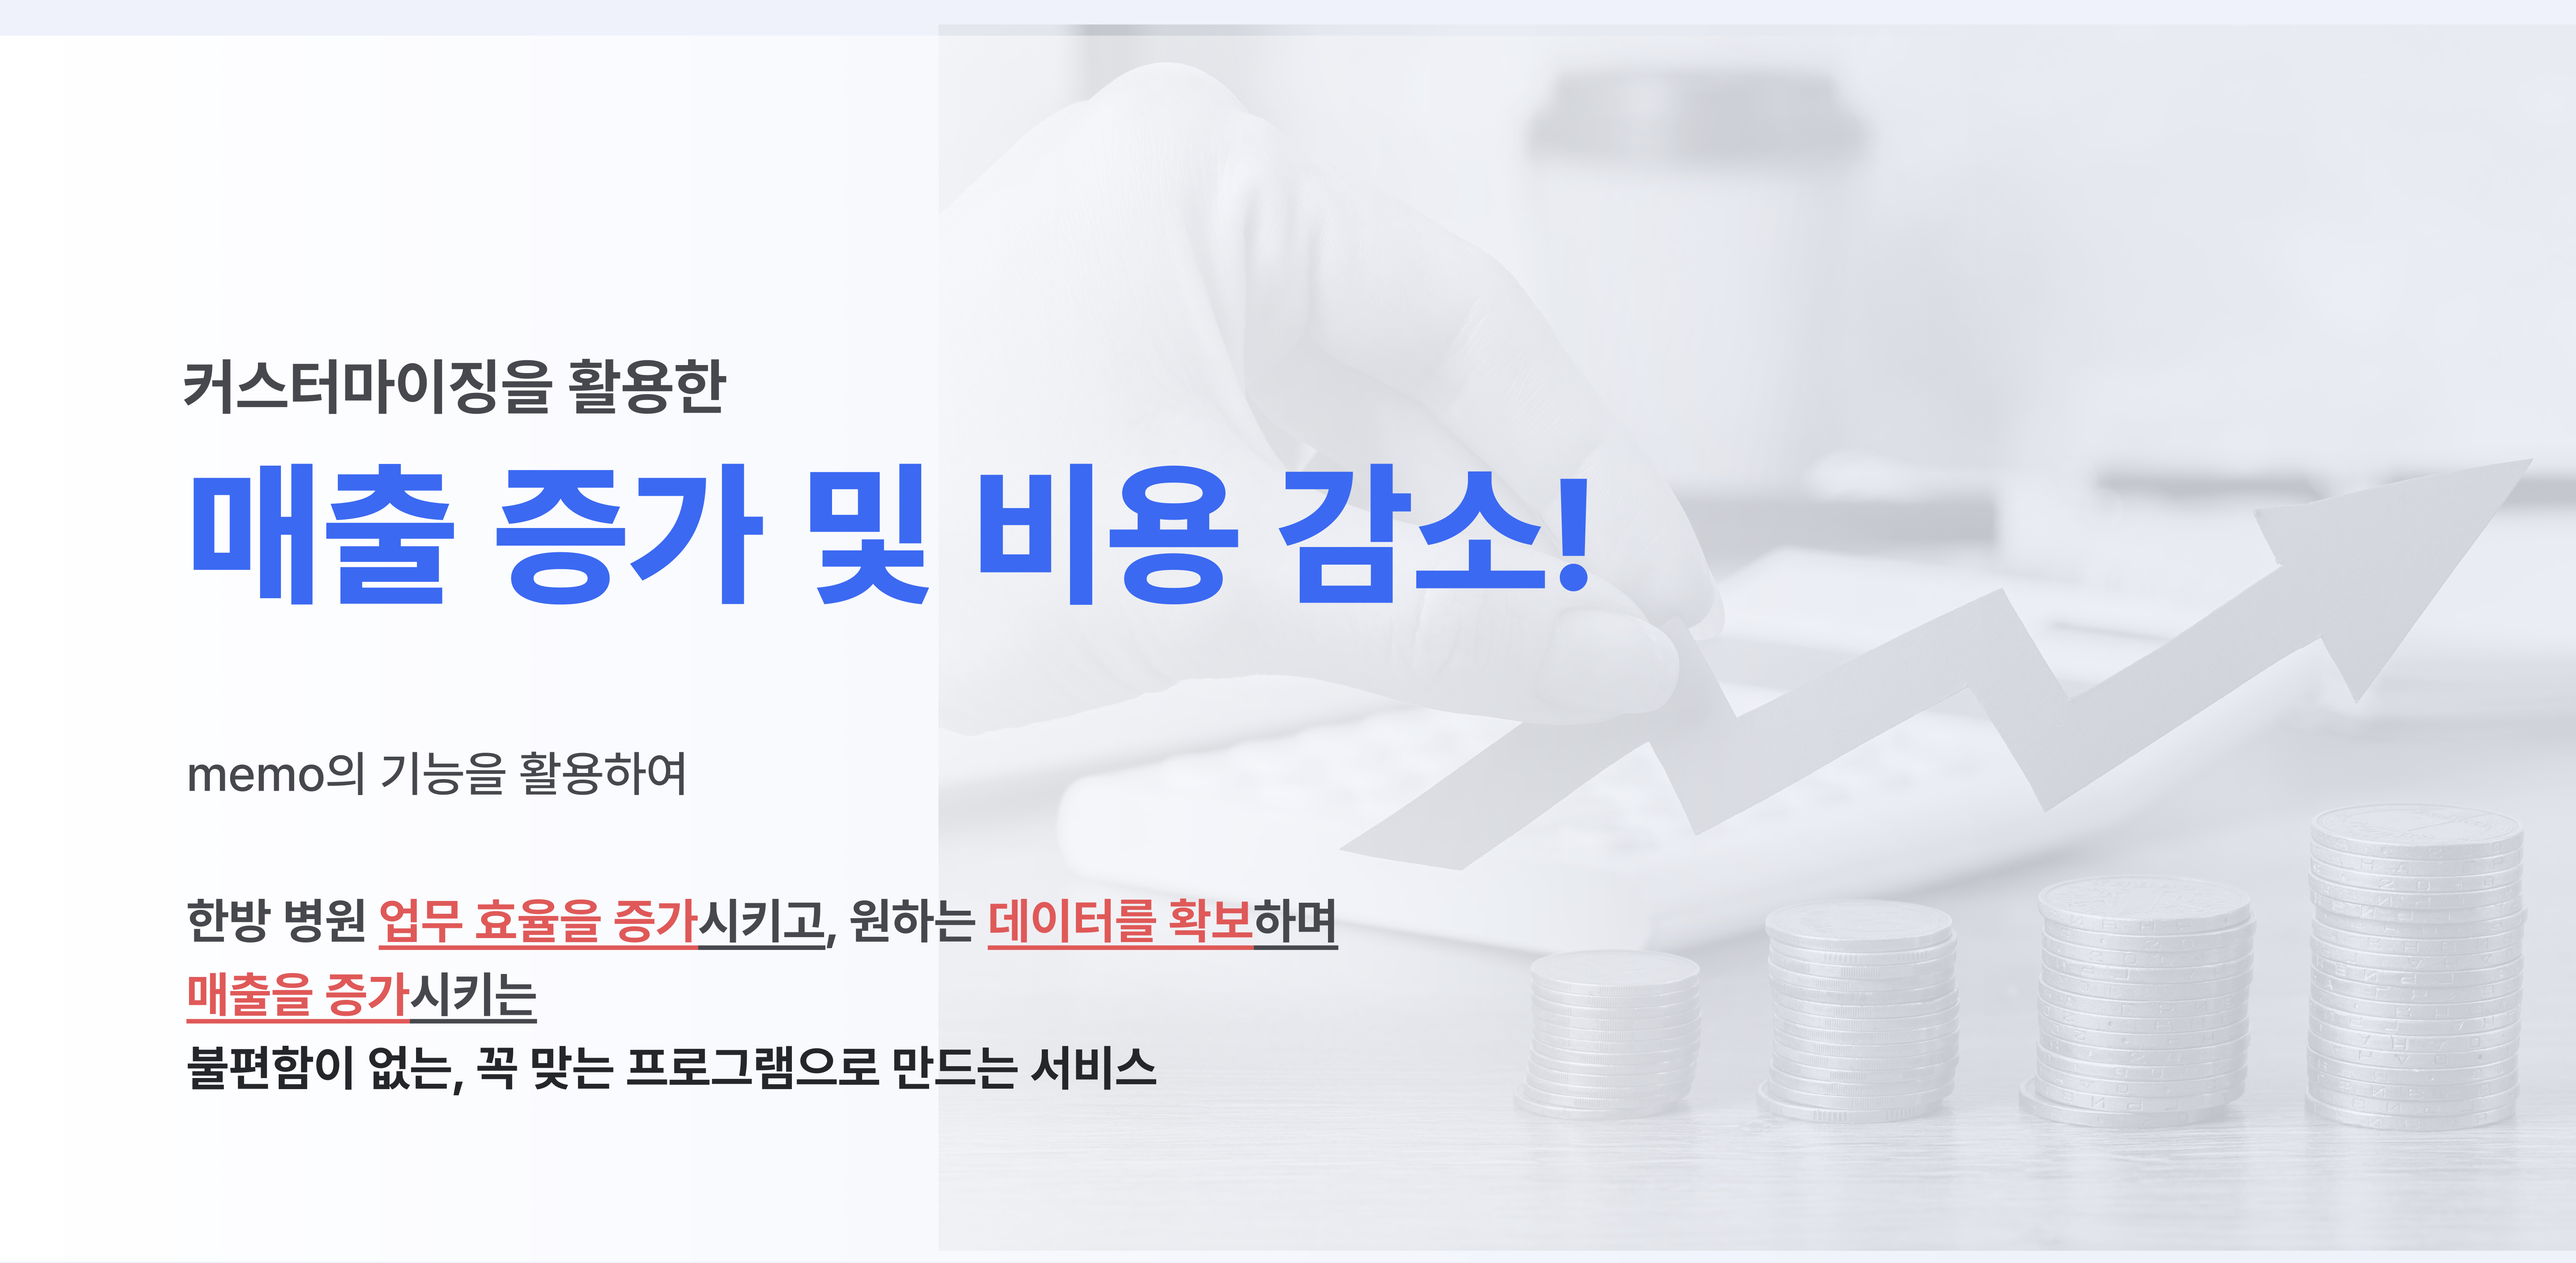 커스터마이징을 활용한
매출 증가 및 비용 감소!
memo의 기능을 활용하여
한방 병원 업무 효율을 증가시키고, 원하는 데이터를 확보하며
매출을 증가시키는
불편함이 없는, 꼭 맞는 프로그램으로 만드는 서비스